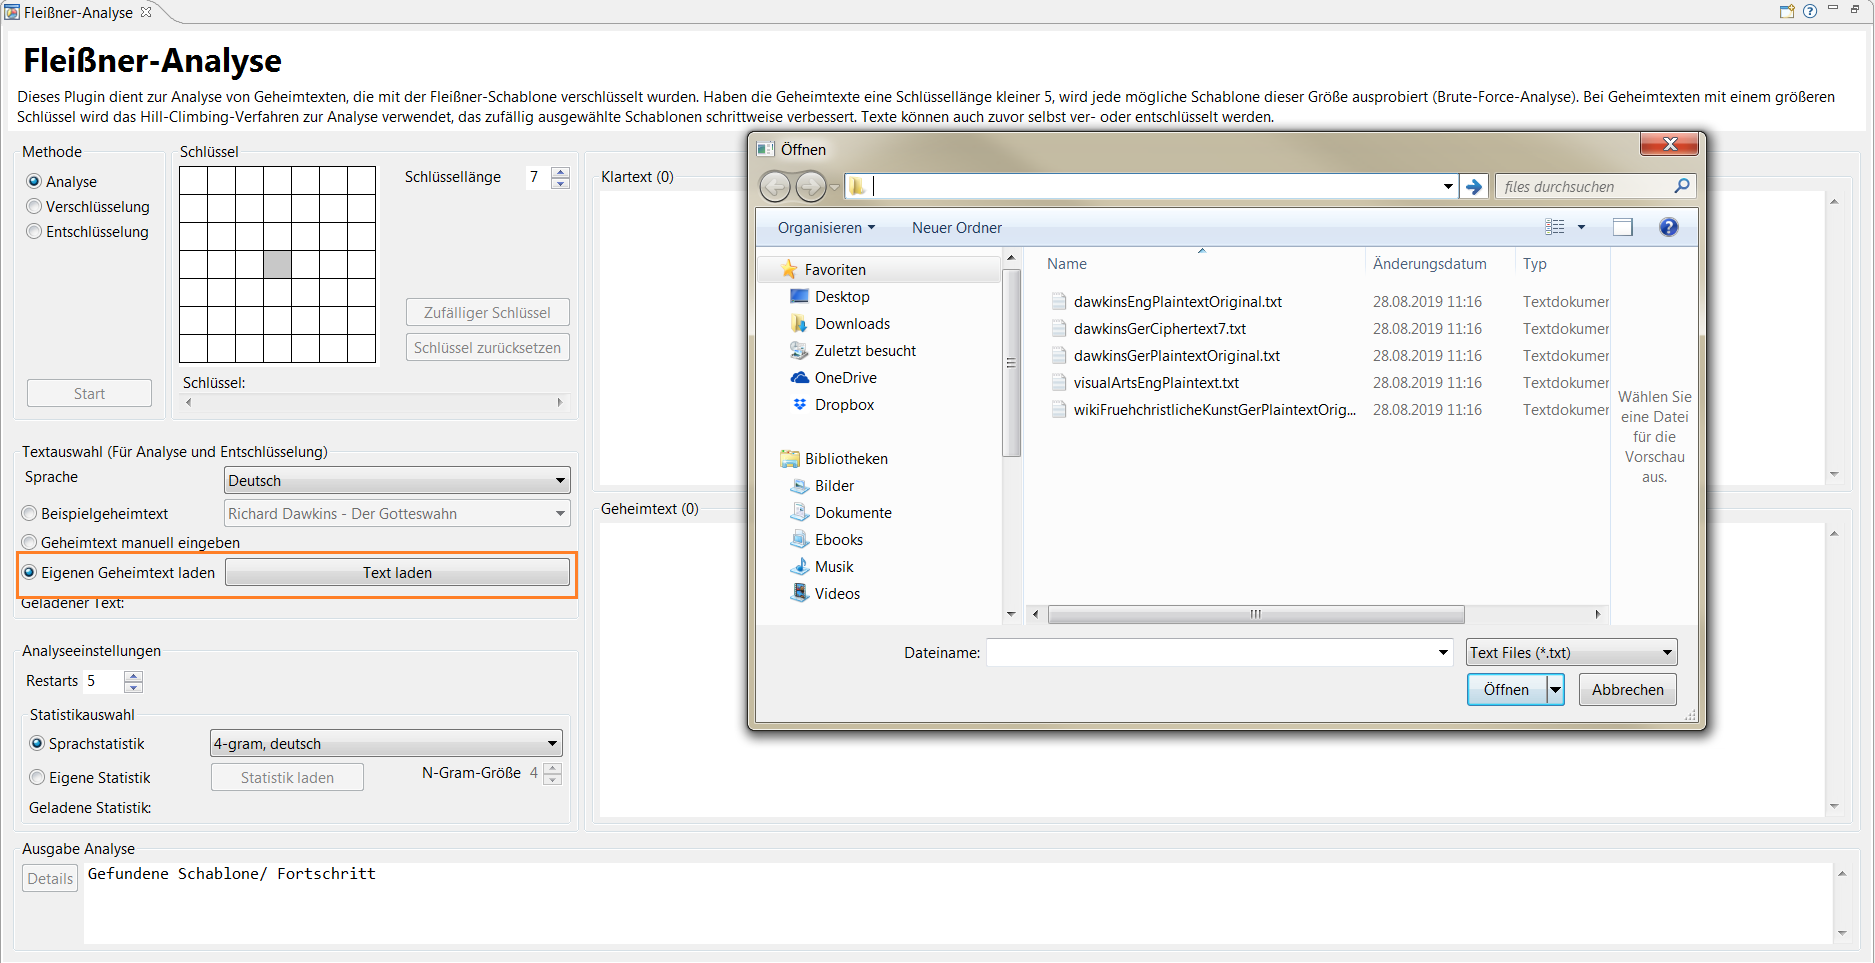 Fleißner-Analyse
Fleißner-Analyse
Dieses Plugin dient zur Analyse von Geheimtexten, die mit der Fleißner-Schablone verschlüsselt wurden. Haben die Geheimtexte eine Schlüssellänge kleiner 5, wird jede mögliche Schablone dieser Größe ausprobiert (Brute-Force-Analyse). Bei Geheimtexten mit einem größeren
Schlüssel wird das Hill-Climbing-Verfahren zur Analyse verwendet, das zufällig ausgewählte Schablonen schrittweise verbessert. Texte können auch zuvor selbst ver- oder entschlüsselt werden.
Methode
Analyse
Verschlüsselung
Entschlüsselung
Start
Schlüssel
Schlüssellänge 7
Zufälliger Schlüssel
Schlüssel zurücksetzen
Schlüssel:
Textauswahl (Für Analyse und Entschlüsselung)
Sprache Deutsch
Beispielgeheimtext Richard Dawkins - Der Gotteswahn
Geheimtext manuell eingeben
Eigenen Geheimtext laden Text laden
Geladener Text:
Analyseeinstellungen
Restarts 5
Statistikauswahl
Sprachstatistik 4-gram, deutsch
Eigene Statistik Statistik laden N-Gram-Größe 4
Geladene Statistik:
Klartext (0)
Geheimtext (0)
Öffnen
files durchsuchen
Organisieren Neuer Ordner
Favoriten
Desktop
Downloads
Zuletzt besucht
OneDrive
Dropbox
Bibliotheken
Bilder
Dokumente
Ebooks
Musik
Videos
Name Änderungsdatum Typ
dawkinsEngPlaintextOriginal.txt 28.08.2019 11:16 Textdokumer
dawkinsGerCiphertext7.txt 28.08.2019 11:16 Textdokumer
dawkinsGerPlaintextOriginal.txt 28.08.2019 11:16 Textdokumer
visualArtsEngPlaintext.txt 28.08.2019 11:16 Textdokumer
wikiFruehchristlicheKunstGerPlaintextOrig... 28.08.2019 11:16 Textdokumer
Wählen Sie
eine Datei
für die
Vorschau
aus.
Dateiname: Text Files (*.txt)
Öffnen Abbrechen
Ausgabe Analyse
Details Gefundene Schablone/ Fortschritt